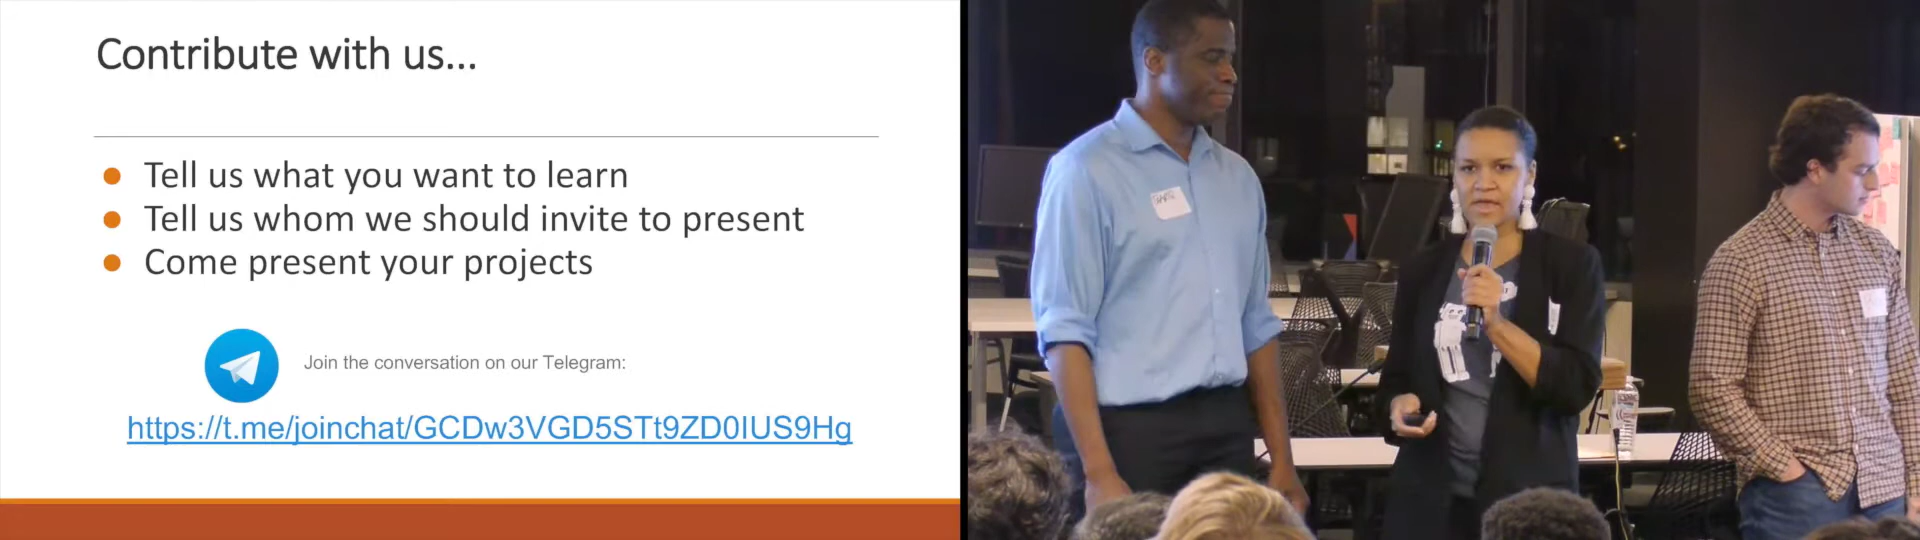 Contribute with us...
Tell us what you want to learn
Tell us whom we should invite to present
Come present your projects
Join the conversation on our Telegram:
https://t.me/joinchat/GCDw3VGD5STt9ZD0IUS9Hg